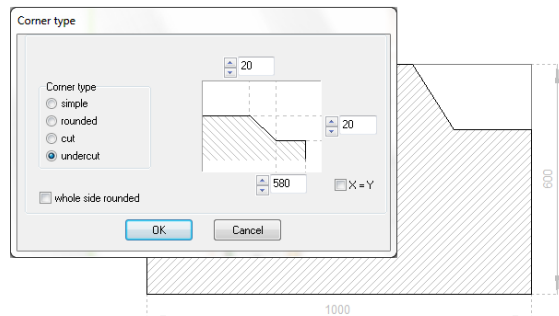 Corner type
20
Corner type
simple
rounded
cut
undercut
20
580
X = Y
whole side rounded
OK
Cancel
600
1000